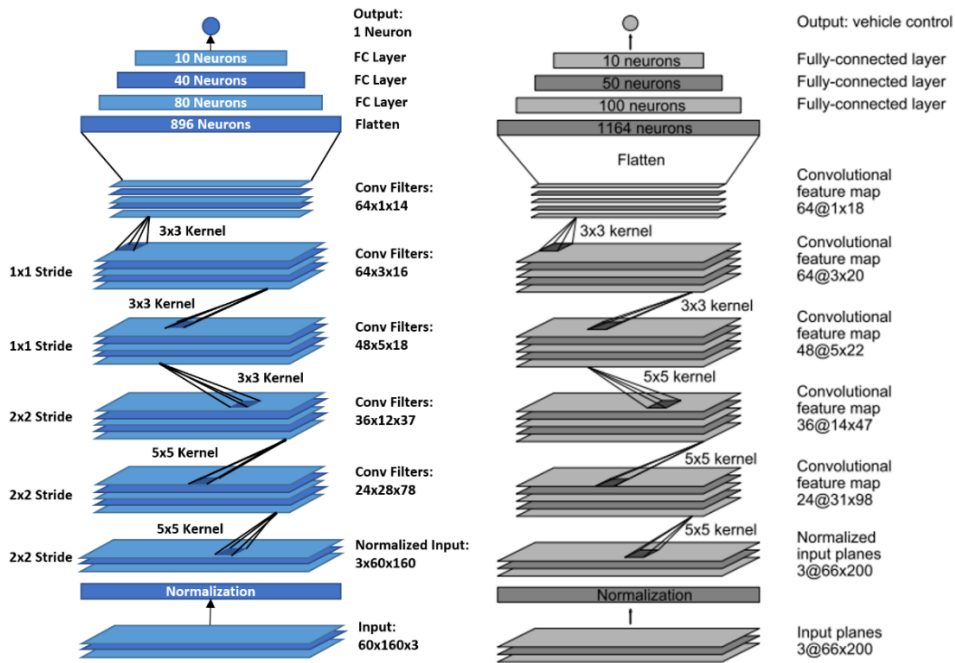 Output:
1 Neuron
10 Neurons
FC Layer
40 Neurons
FC Layer
80 Neurons
FC Layer
896 Neurons
Flatten
Conv Filters:
64x1x14
3x3 Kernel
1x1 Stride
Conv Filters:
64x3x16
3x3 Kernel
1x1 Stride
Conv Filters:
48x5x18
3x3 Kernel
2x2 Stride
Conv Filters:
36x12x37
5x5 Kernel
2x2 Stride
Conv Filters:
24x28x78
5x5 Kernel
2x2 Stride
Normalized Input:
3x60x160
Normalization
Input:
60x160x3
Output: vehicle control
10 neurons
Fully-connected layer
50 neurons
Fully-connected layer
100 neurons
Fully-connected layer
1164 neurons
Flatten
Convolutional
feature map
64@1x18
3x3 kernel
Convolutional
feature map
64@3x20
3x3 kernel
Convolutional
feature map
48@5x22
5x5 kernel
Convolutional
feature map
36@14x47
5x5 kernel
Convolutional
feature map
24@31x98
5x5 kernel
Normalized
input planes
3@66x200
Normalization
Input planes
3@66x200